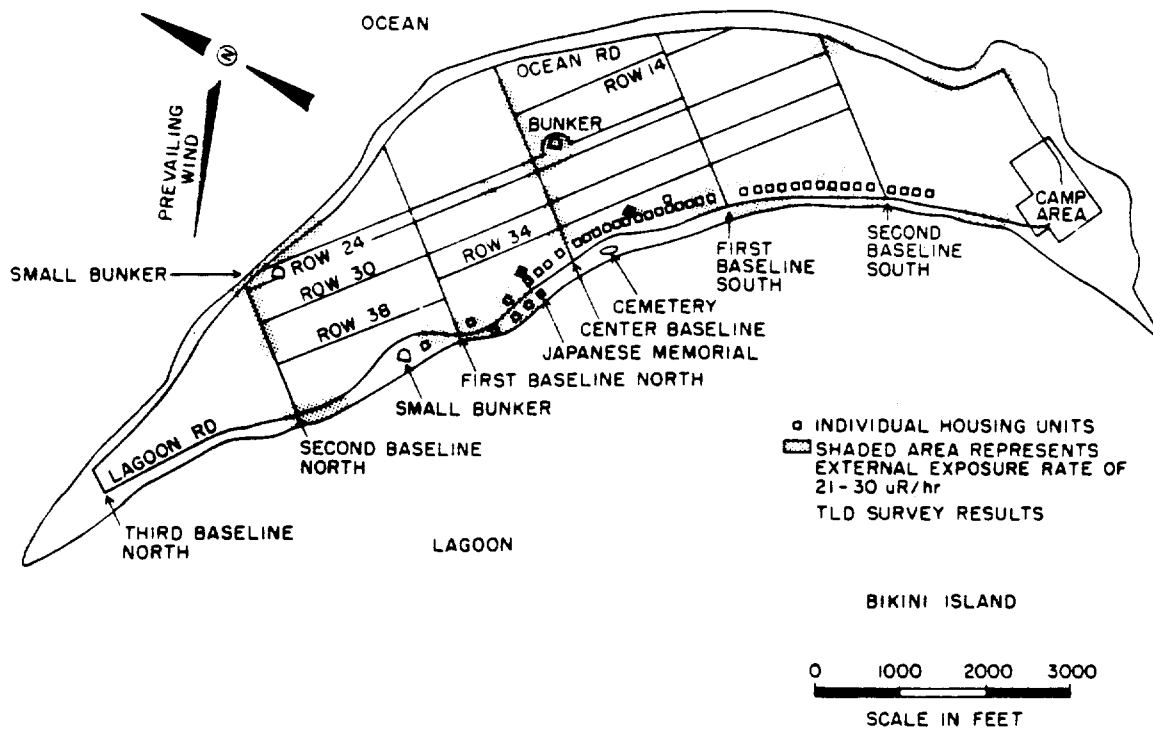 OCEAN
N
PREVAILING
WIND
OCEAN RD
ROW 14
BUNKER
SMALL BUNKER
ROW 24
ROW 30
ROW 34
ROW 38
CAMP
AREA
SECOND
BASELINE
SOUTH
FIRST
BASELINE
SOUTH
CEMETERY
CENTER BASELINE
JAPANESE MEMORIAL
FIRST BASELINE NORTH
SMALL BUNKER
SECOND BASELINE
NORTH
LAGOON RD
THIRD BASELINE
NORTH
LAGOON
INDIVIDUAL HOUSING UNITS
SHADED AREA REPRESENTS
EXTERNAL EXPOSURE RATE OF
21-30 uR/hr
TLD SURVEY RESULTS
BIKINI ISLAND
0 1000 2000 3000
SCALE IN FEET